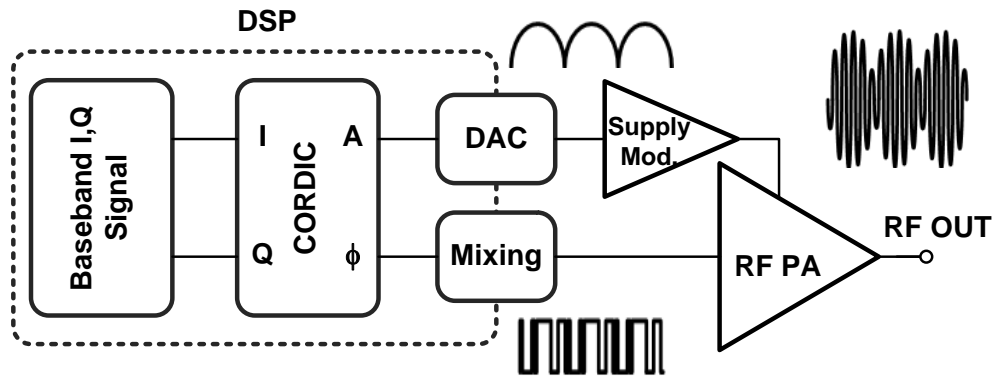 DSP
Baseband I,Q
Signal
CORDIC
I
A
Q
ϕ
DAC
Mixing
Supply
Mod.
RF PA
RF OUT